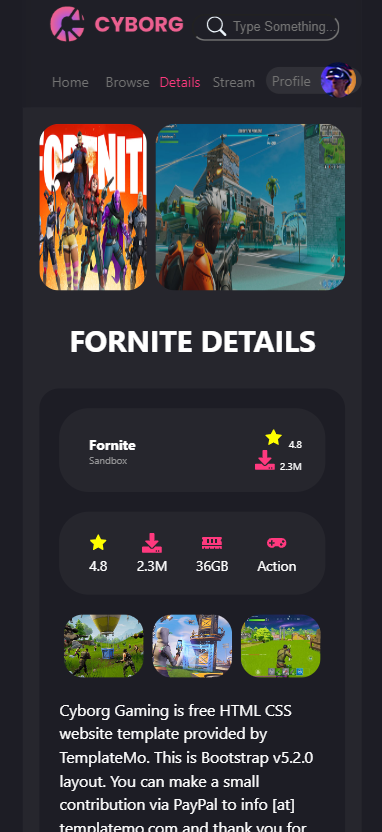 CYBORG
Type Something...
Home Browse Details Stream Profile
FORNITE DETAILS
Fornite
Sandbox
4.8
2.3M
4.8 2.3M 36GB Action
Cyborg Gaming is free HTML CSS
website template provided by
TemplateMo. This is Bootstrap v5.2.0
layout. You can make a small
contribution via PayPal to info [at]
templatemo.com and thank you for